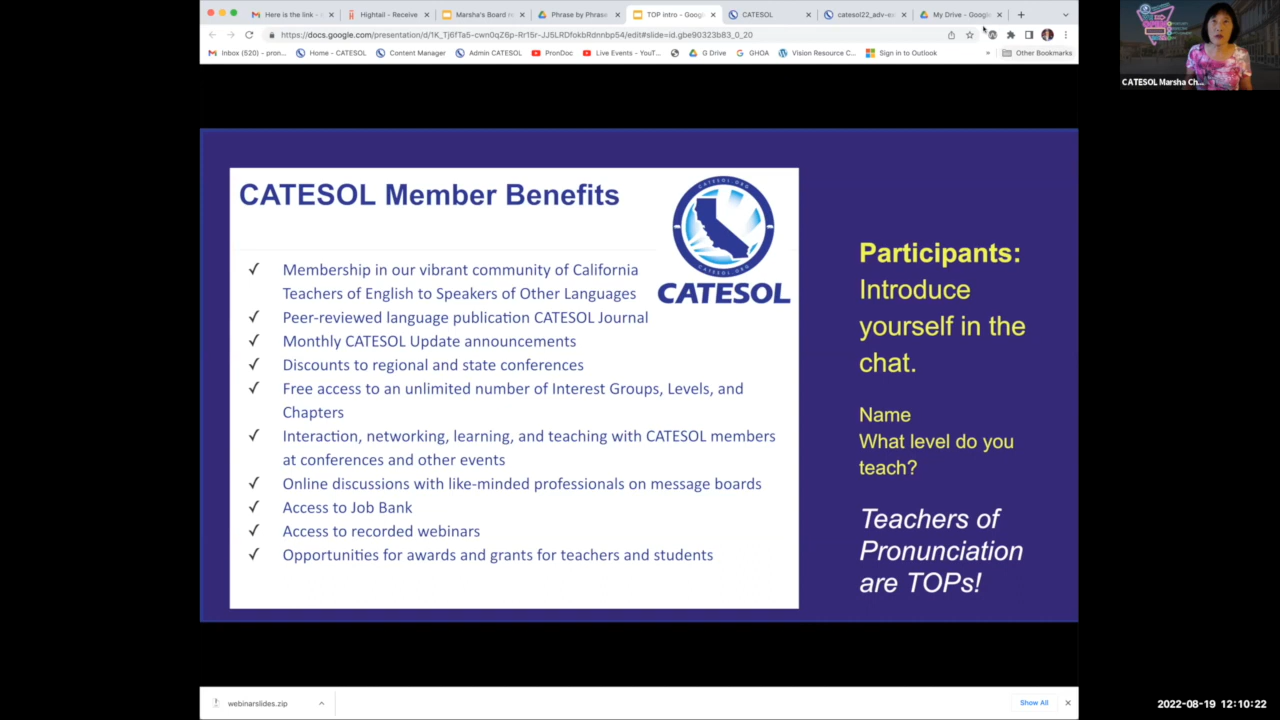 Here is the link -
Hightail - Receive
Marsha's Board r
Phrase by Phrase
TOP intro - Goog
CATESOL
catesol22_adv-e
My Drive - Google
https://docs.google.com/presentation/d/1K_Tj6fTa5-cwn0qZ6p-Rr15r-JJ5LRDfokbRdnnbp54/edit#slide=id.gbe90323b83_0_20
Inbox (520) - pron...
Home - CATESOL
Content Manager
Admin CATESOL
PronDoc
Live Events - YouT...
G Drive
GHOA
Vision Resource C...
Sign in to Outlook
»
Other Bookmarks
CATESOL Marsha Ch...
CATESOL Member Benefits
CATESOL.ORG
CATESOL.ORG
CATESOL
✓ Membership in our vibrant community of California
Teachers of English to Speakers of Other Languages
✓ Peer-reviewed language publication CATESOL Journal
✓ Monthly CATESOL Update announcements
✓ Discounts to regional and state conferences
✓ Free access to an unlimited number of Interest Groups, Levels, and
Chapters
✓ Interaction, networking, learning, and teaching with CATESOL members
at conferences and other events
✓ Online discussions with like-minded professionals on message boards
✓ Access to Job Bank
✓ Access to recorded webinars
✓ Opportunities for awards and grants for teachers and students
Participants:
Introduce
yourself in the
chat.
Name
What level do you
teach?
Teachers of
Pronunciation
are TOPs!
webinarslides.zip
Show All
2022-08-19 12:10:22